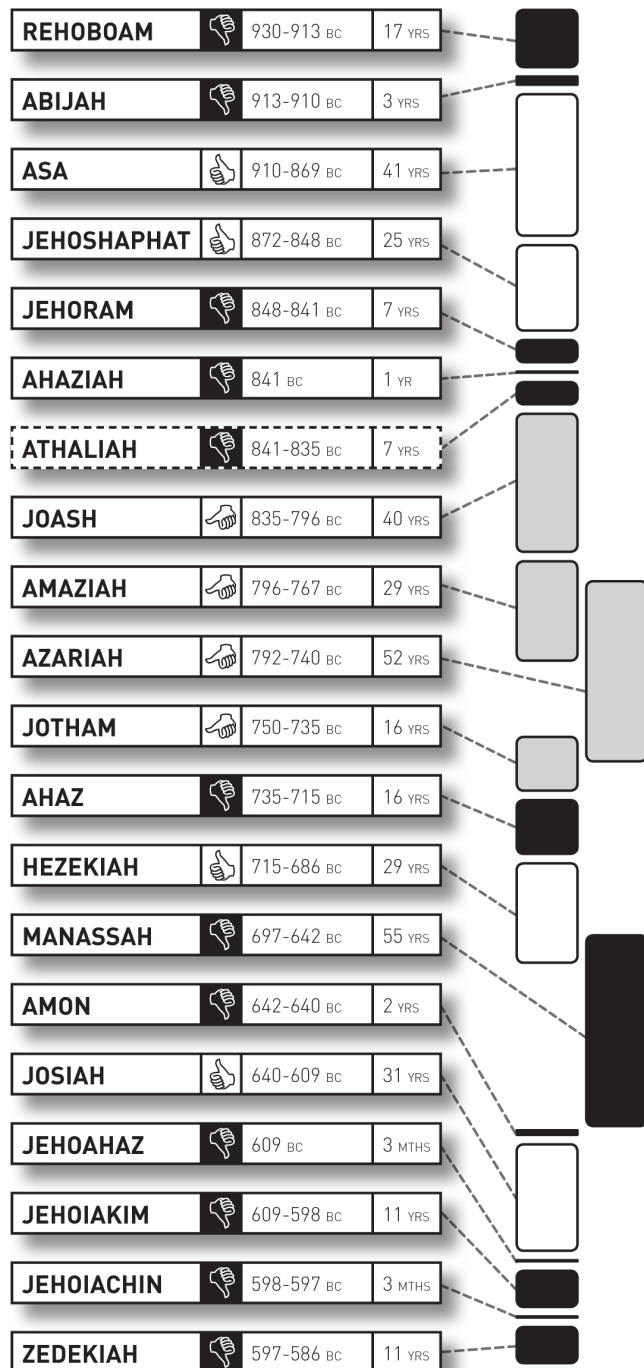 REHOBOAM 930-913 BC 17 YRS
ABIJAH 913-910 BC 3 YRS
ASA 910-869 BC 41 YRS
JEHOSHAPHAT 872-848 BC 25 YRS
JEHORAM 848-841 BC 7 YRS
AHAZIAH 841 BC 1 YR
ATHALIAH 841-835 BC 7 YRS
JOASH 835-796 BC 40 YRS
AMAZIAH 796-767 BC 29 YRS
AZARIAH 792-740 BC 52 YRS
JOTHAM 750-735 BC 16 YRS
AHAZ 735-715 BC 16 YRS
HEZEKIAH 715-686 BC 29 YRS
MANASSAH 697-642 BC 55 YRS
AMON 642-640 BC 2 YRS
JOSIAH 640-609 BC 31 YRS
JEHOAHAZ 609 BC 3 MTHS
JEHOIAKIM 609-598 BC 11 YRS
JEHOIACHIN 598-597 BC 3 MTHS
ZEDEKIAH 597-586 BC 11 YRS